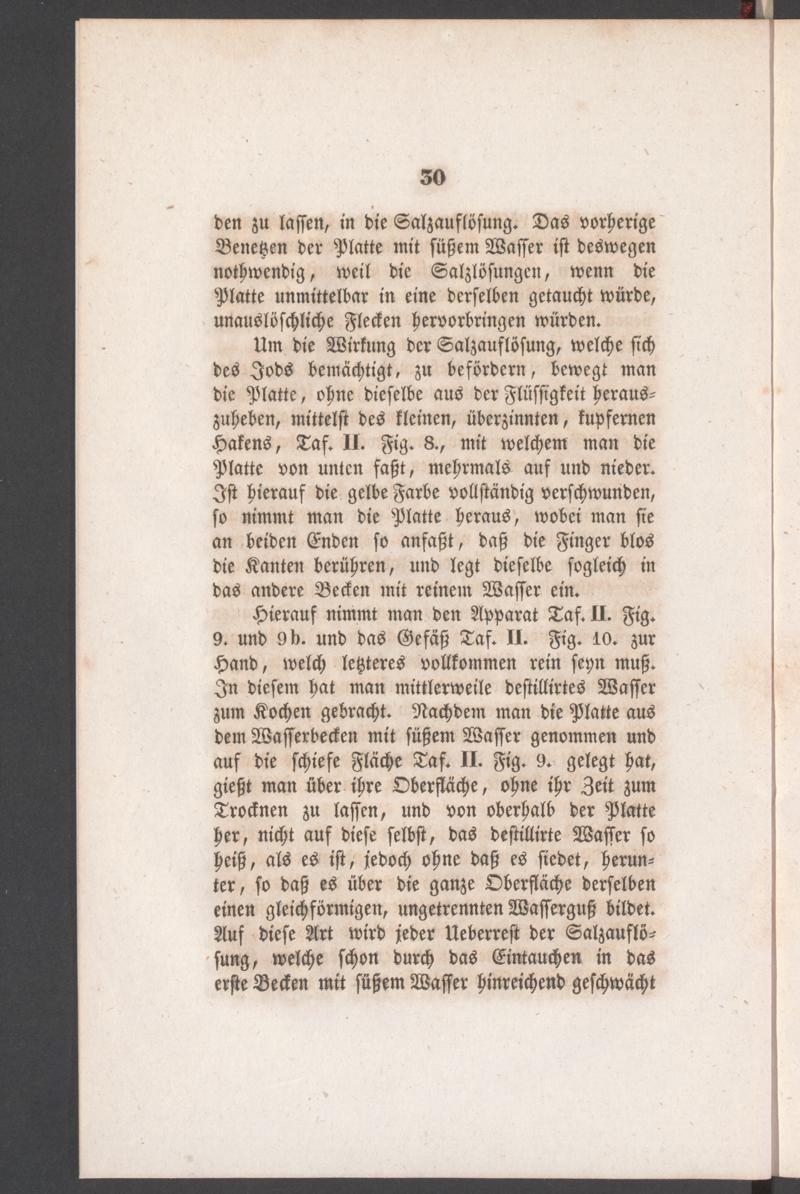 30
den zu lassen, in die Salzauflösung. Das vorherige
Benetzen der Platte mit süßem Wasser ist deswegen
nothwendig, weil die Salzlösungen, wenn die
Platte unmittelbar in eine derselben getaucht würde,
unauslöschliche Flecken hervorbringen würden.
Um die Wirkung der Salzauflösung, welche sich
des Jods bemächtigt, zu befördern, bewegt man
die Platte, ohne dieselbe aus der Flüssigkeit heraus-
zuheben, mittelst des kleinen, überzinnten, kupfernen
Hakens, Taf. II. Fig. 8., mit welchem man die
Platte von unten faßt, mehrmals auf und nieder.
Ist hierauf die gelbe Farbe vollständig verschwunden,
so nimmt man die Platte heraus, wobei man sie
an beiden Enden so anfaßt, daß die Finger blos
die Kanten berühren, und legt dieselbe sogleich in
das andere Becken mit reinem Wasser ein.
Hierauf nimmt man den Apparat Taf. II. Fig.
9. und 9b. und das Gefäß Taf. II. Fig. 10. zur
Hand, welch letzteres vollkommen rein seyn muß.
In diesem hat man mittlerweile destillirtes Wasser
zum Kochen gebracht. Nachdem man die Platte aus
dem Wasserbecken mit süßem Wasser genommen und
auf die schiefe Fläche Taf. II. Fig. 9. gelegt hat,
gießt man über ihre Oberfläche, ohne ihr Zeit zum
Trocknen zu lassen, und von oberhalb der Platte
her, nicht auf diese selbst, das destillirte Wasser so
heiß, als es ist, jedoch ohne daß es siedet, herun-
ter, so daß es über die ganze Oberfläche derselben
einen gleichförmigen, ungetrennten Wasserguß bildet.
Auf diese Art wird jeder Ueberrest der Salzauflö-
sung, welche schon durch das Eintauchen in das
erste Becken mit süßem Wasser hinreichend geschwächt